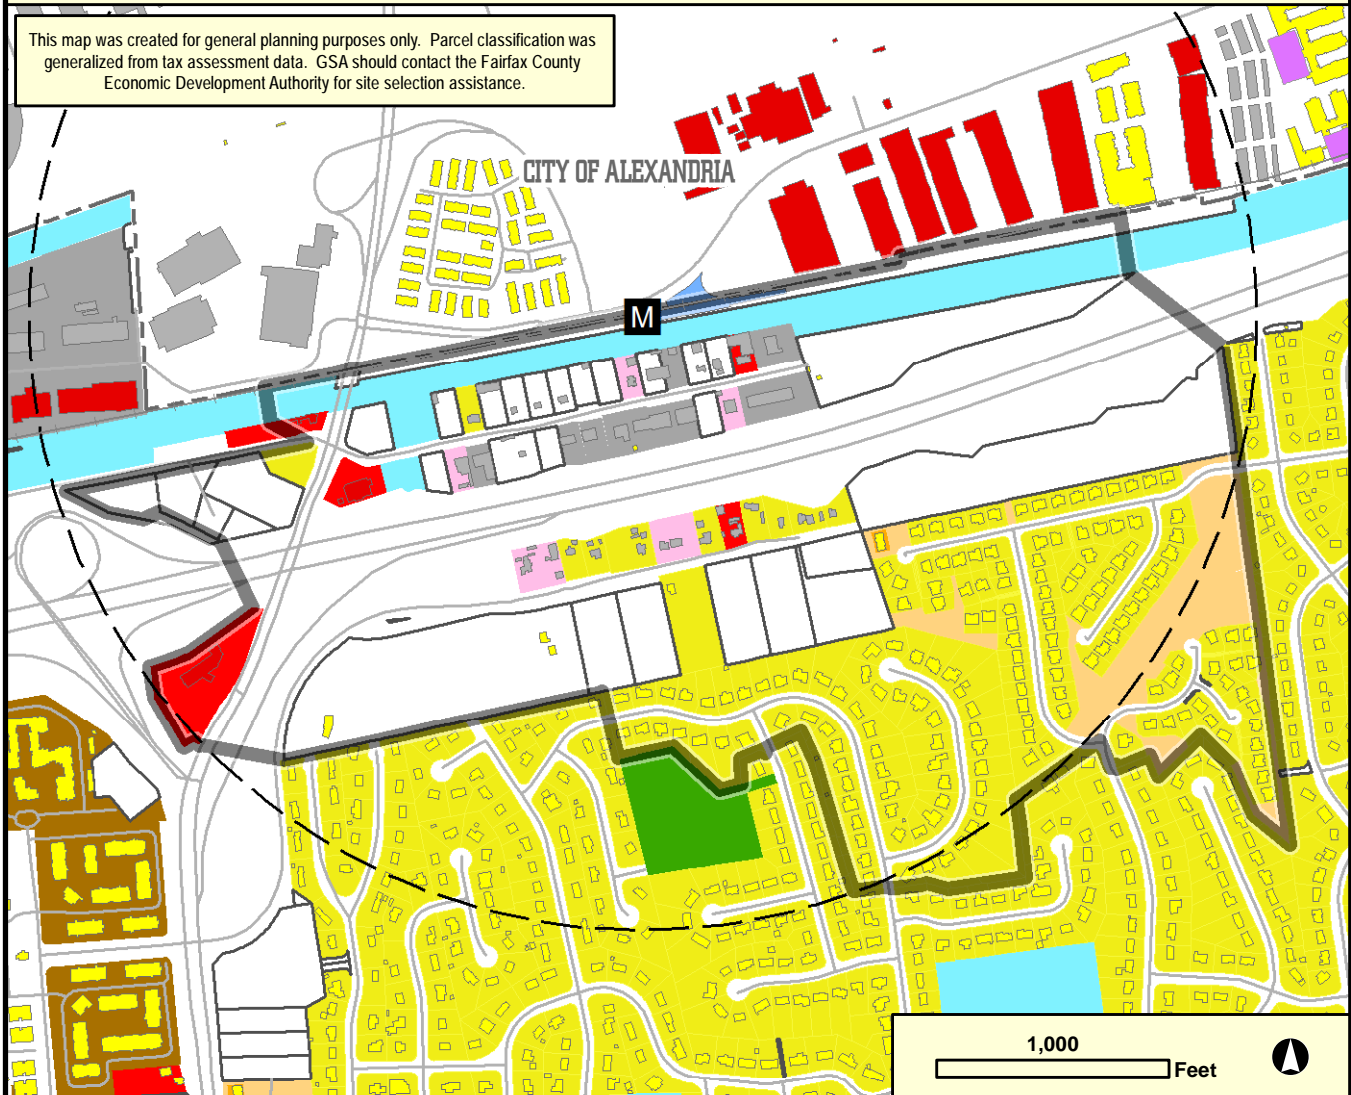 This map was created for general planning purposes only. Parcel classification was
generalized from tax assessment data. GSA should contact the Fairfax County
Economic Development Authority for site selection assistance.
CITY OF ALEXANDRIA
M
1,000
Feet